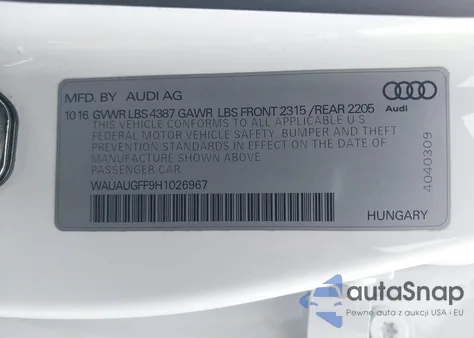 MFD. BY AUDI AG
10 16 GVWR LBS 4387 GAWR LBS FRONT 2315 / REAR 2205
THIS VEHICLE CONFORMS TO ALL APPLICABLE U.S.
FEDERAL MOTOR VEHICLE SAFETY, BUMPER AND THEFT
PREVENTION STANDARDS IN EFFECT ON THE DATE OF
MANUFACTURE SHOWN ABOVE
PASSENGER CAR
WAUAUGFF9H1026967
Audi
4040309
HUNGARY
autoSnap
Pewne auta z aukcji USA i EU